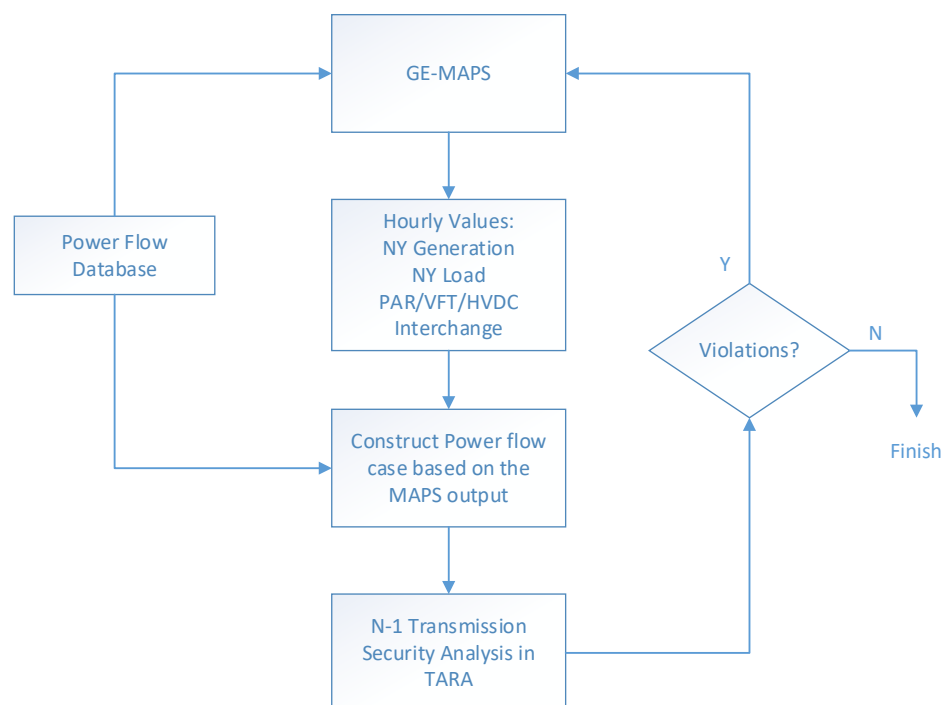 GE-MAPS
Power Flow
Database
Hourly Values:
NY Generation
NY Load
PAR/VFT/HVDC
Interchange
Y
Violations?
N
Finish
Construct Power flow
case based on the
MAPS output
N-1 Transmission
Security Analysis in
TARA